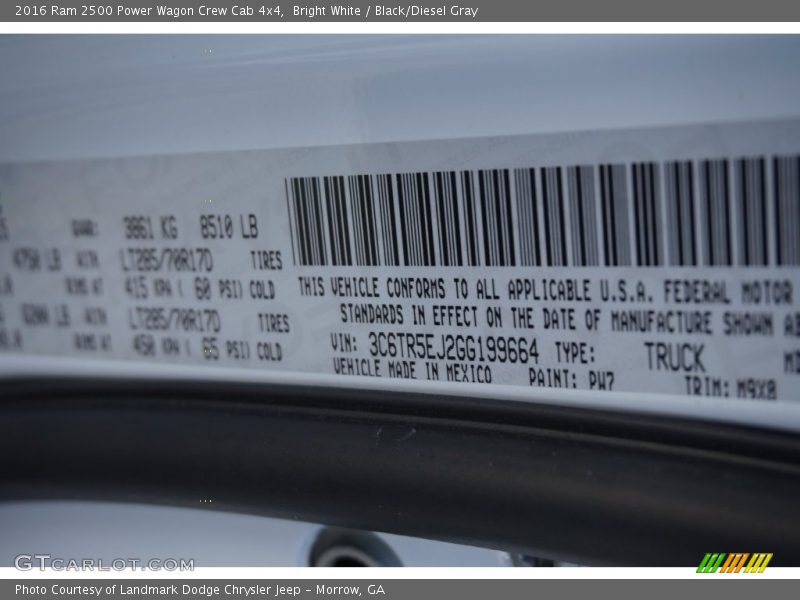 2016 Ram 2500 Power Wagon Crew Cab 4x4, Bright White / Black/Diesel Gray
3861 KG 8510 LB
LT285/70R17D TIRES
415 KPA ( 60 PSI) COLD
LT285/70R17D TIRES
450 KPA ( 65 PSI) COLD
THIS VEHICLE CONFORMS TO ALL APPLICABLE U.S.A. FEDERAL MOTOR
STANDARDS IN EFFECT ON THE DATE OF MANUFACTURE SHOWN
VIN: 3C6TR5EJ2GG199664 TYPE: TRUCK
VEHICLE MADE IN MEXICO PAINT: PW7 TRIM: M9X8
GTcarlot.com
Photo Courtesy of Landmark Dodge Chrysler Jeep – Morrow, GA